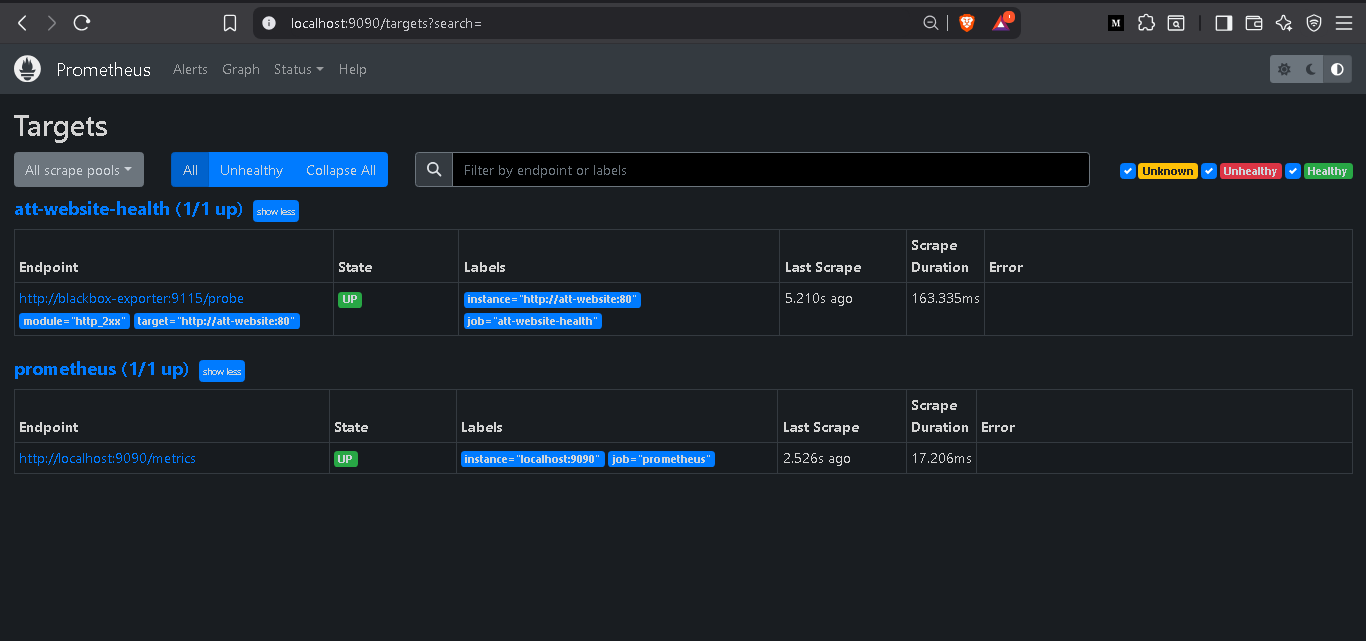 localhost:9090/targets?search=
M
Prometheus Alerts Graph Status Help
Targets
All scrape pools All Unhealthy Collapse All Filter by endpoint or labels Unknown Unhealthy Healthy
att-website-health (1/1 up) show less
Endpoint State Labels Last Scrape Scrape Duration Error
http://blackbox-exporter:9115/probe UP instance="http://att-website:80" 5.210s ago 163.335ms
module="http_2xx" target="http://att-website:80" job="att-website-health"
prometheus (1/1 up) show less
Endpoint State Labels Last Scrape Scrape Duration Error
http://localhost:9090/metrics UP instance="localhost:9090" job="prometheus" 2.526s ago 17.206ms